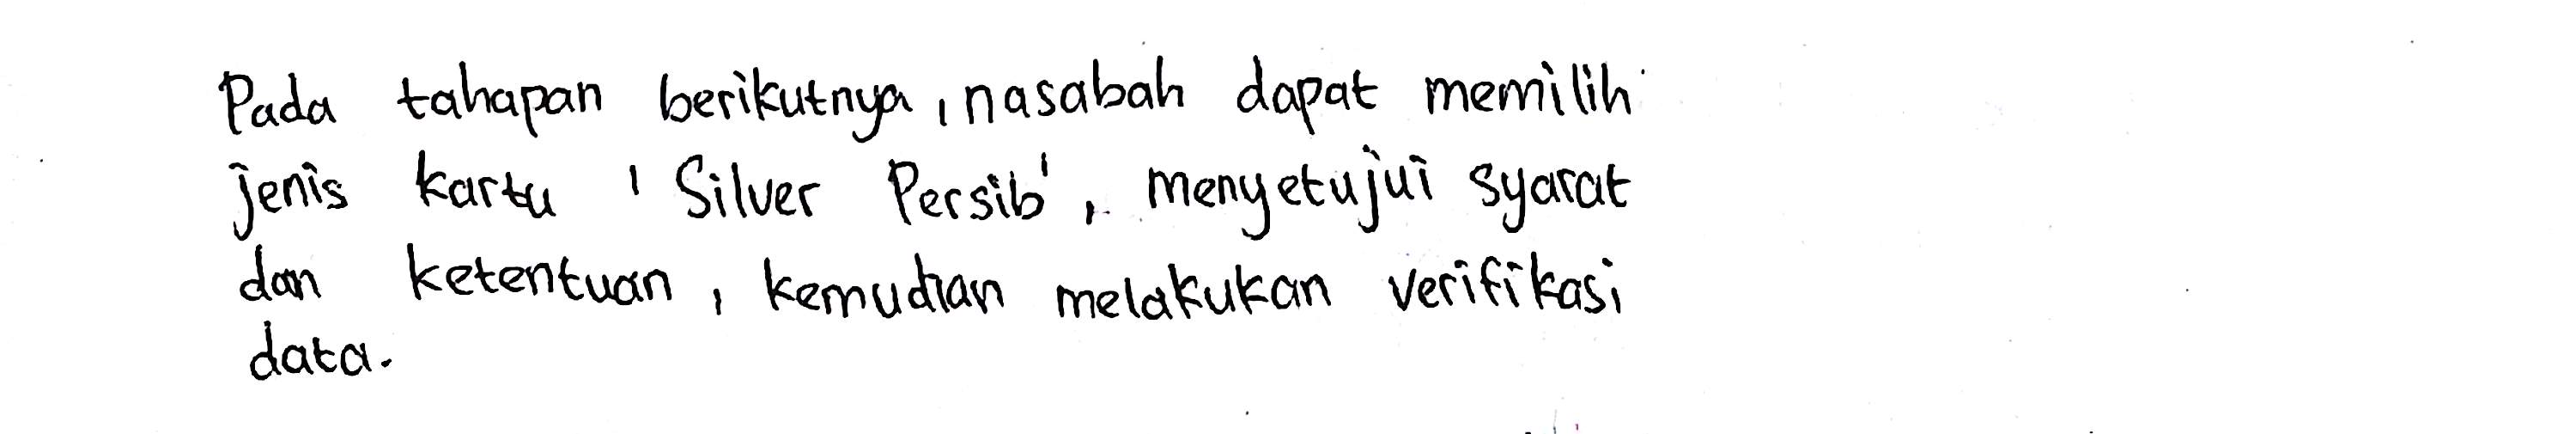 Pada tahapan berikutnya, nasabah dapat memilih
jenis kartu 'Silver Persib', menyetujui syarat
dan ketentuan, kemudian melakukan verifikasi
data.